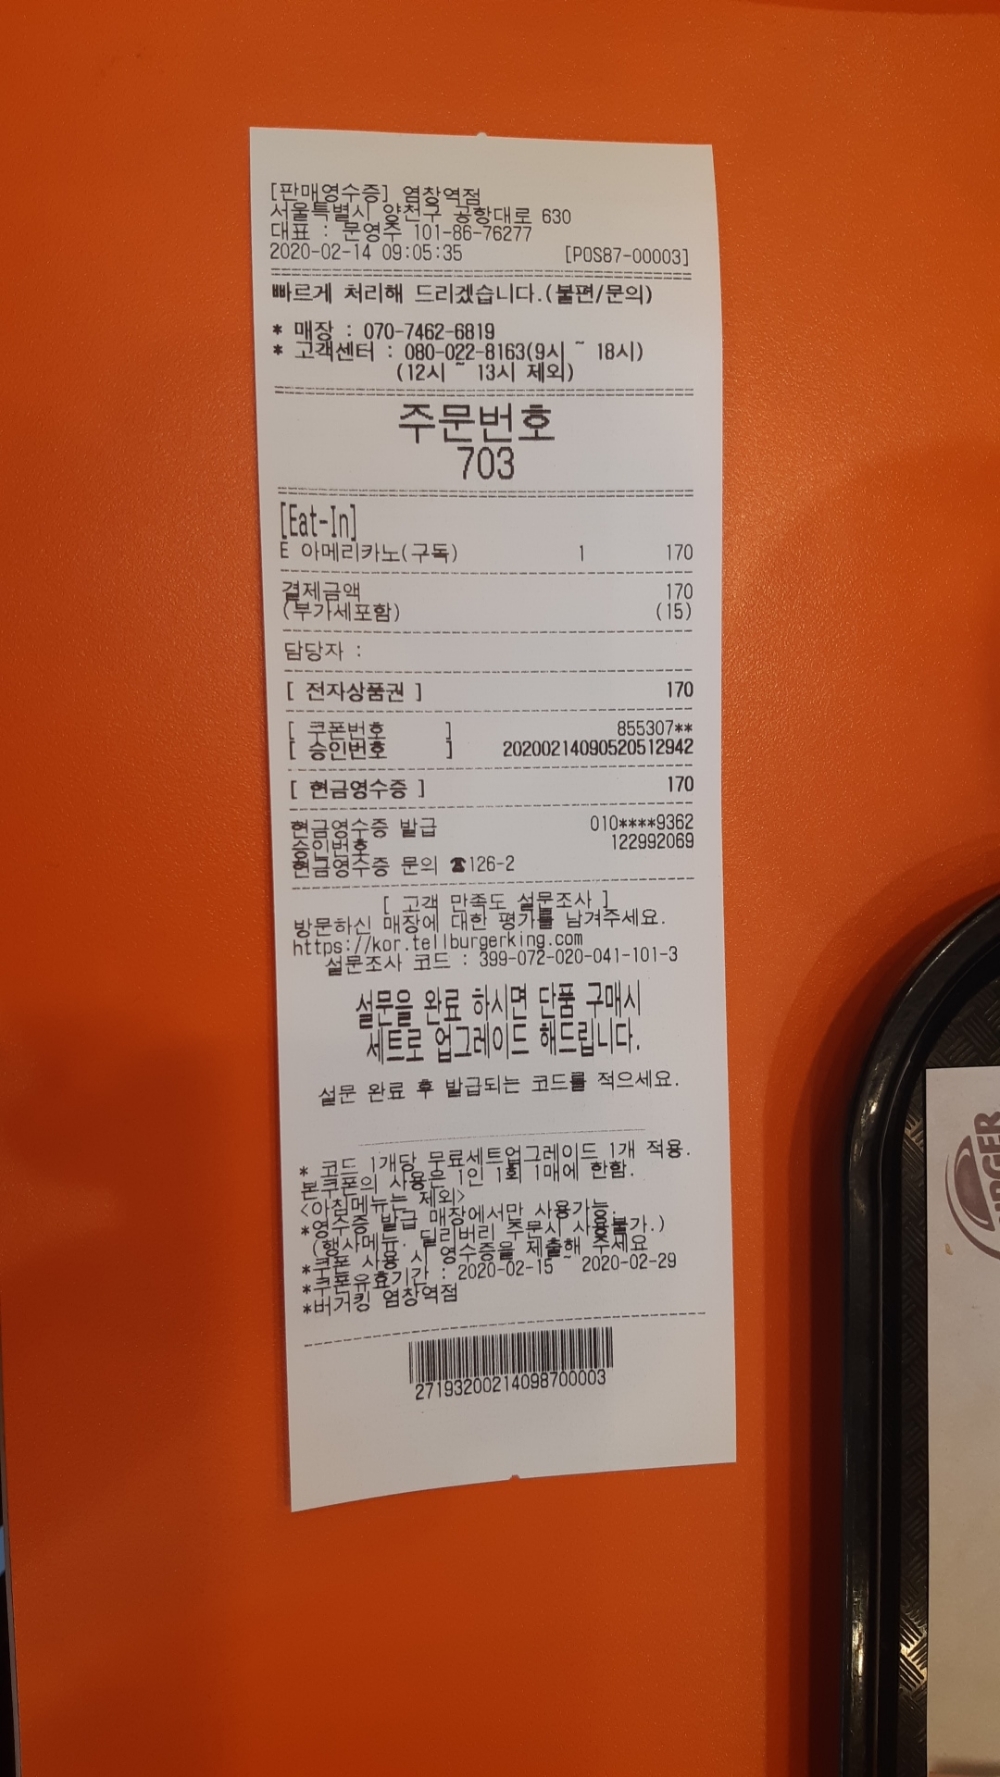 [판매영수증] 염창역점
서울특별시 양천구 공항대로 630
대표 : 문영주 101-86-76277
2020-02-14 09:05:35 [POS87-00003]
빠르게 처리해 드리겠습니다.(불편/문의)
* 매장 : 070-7462-6819
* 고객센터 : 080-022-8163(9시 ~ 18시)
(12시 ~ 13시 제외)
주문번호
703
[Eat-In]
E 아메리카노(구독) 1 170
결제금액 170
(부가세포함) (15)
담당자 :
[ 전자상품권 ] 170
[ 쿠폰번호 ] 855307**
[ 승인번호 ] 20200214090520512942
[ 현금영수증 ] 170
현금영수증 발급 010****9362
승인번호 122992069
현금영수증 문의 ☎126-2
[ 고객 만족도 설문조사 ]
방문하신 매장에 대한 평가를 남겨주세요.
https://kor.tellburgerking.com
설문조사 코드 : 399-072-020-041-101-3
설문을 완료 하시면 단품 구매시
세트로 업그레이드 해드립니다.
설문 완료 후 발급되는 코드를 적으세요.
* 코드 1개당 무료세트업그레이드 1개 적용.
본쿠폰의 사용은 1인 1회 1매에 한함.
<아침메뉴는 제외>
*영수증 발급 매장에서만 사용가능.
(행사메뉴. 딜리버리 주문시 사용불가.)
*쿠폰 사용 시 영수증을 제출해 주세요
*쿠폰유효기간 : 2020-02-15 ~ 2020-02-29
*버거킹 염창역점
27193200214098700003